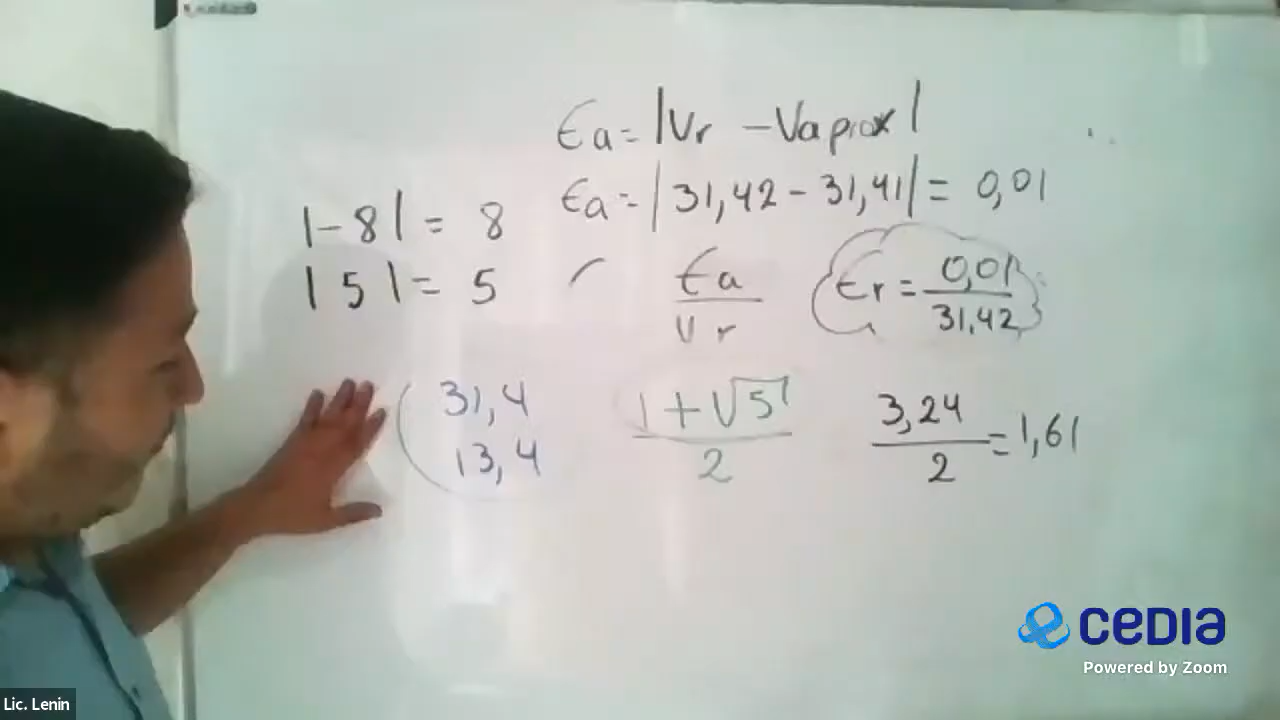 Ea = |Vr - Vaprox|
Ea = |31,42 - 31,41| = 0,01
|-8| = 8
|5| = 5
Ea
Vr
Er = 0,01
31,42
31,4
13,4
1+√5
2
3,24
2
= 1,61
cedia
Powered by Zoom
Lic. Lenin